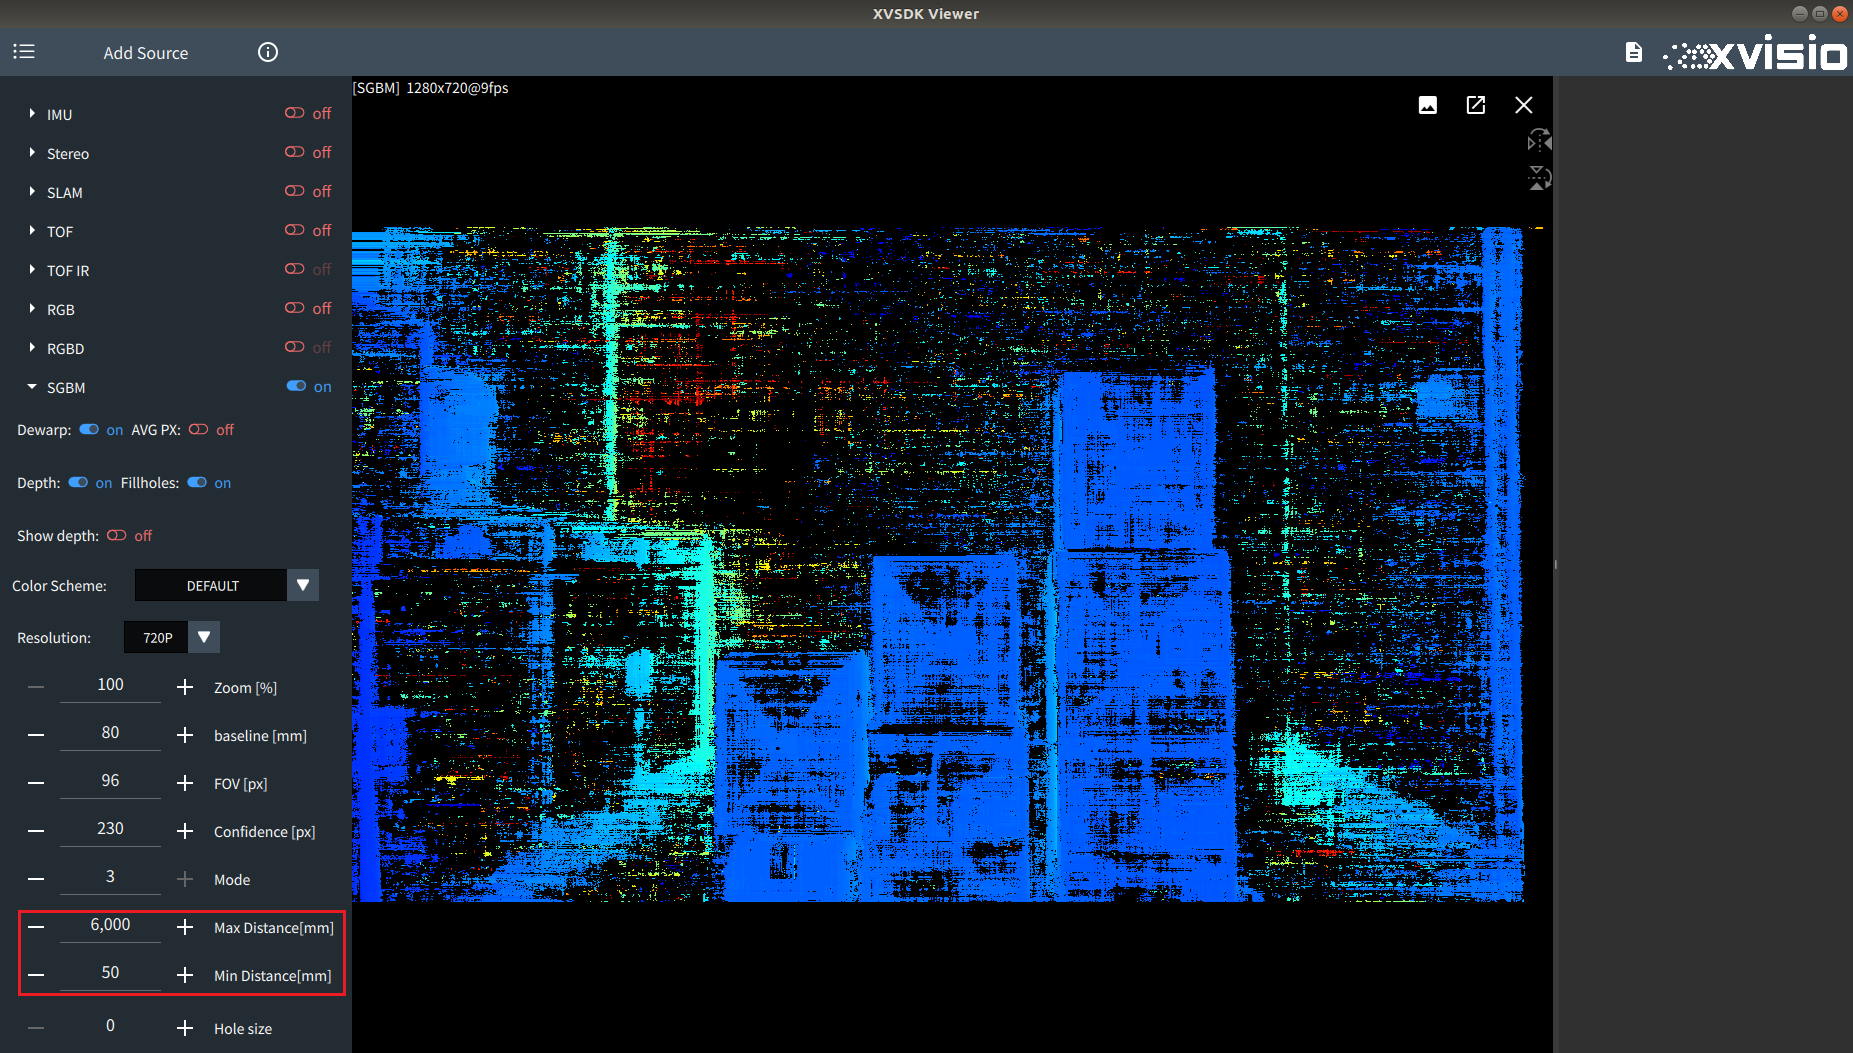 XVSDK Viewer
Add Source
xvisio
[SGBM] 1280x720@9fps
IMU off
Stereo off
SLAM off
TOF off
TOF IR off
RGB off
RGBD off
SGBM on
Dewarp: on AVG PX: off
Depth: on Fillholes: on
Show depth: off
Color Scheme: DEFAULT
Resolution: 720P
100 Zoom [%]
80 baseline [mm]
96 FOV [px]
230 Confidence [px]
3 Mode
6,000 Max Distance[mm]
50 Min Distance[mm]
0 Hole size